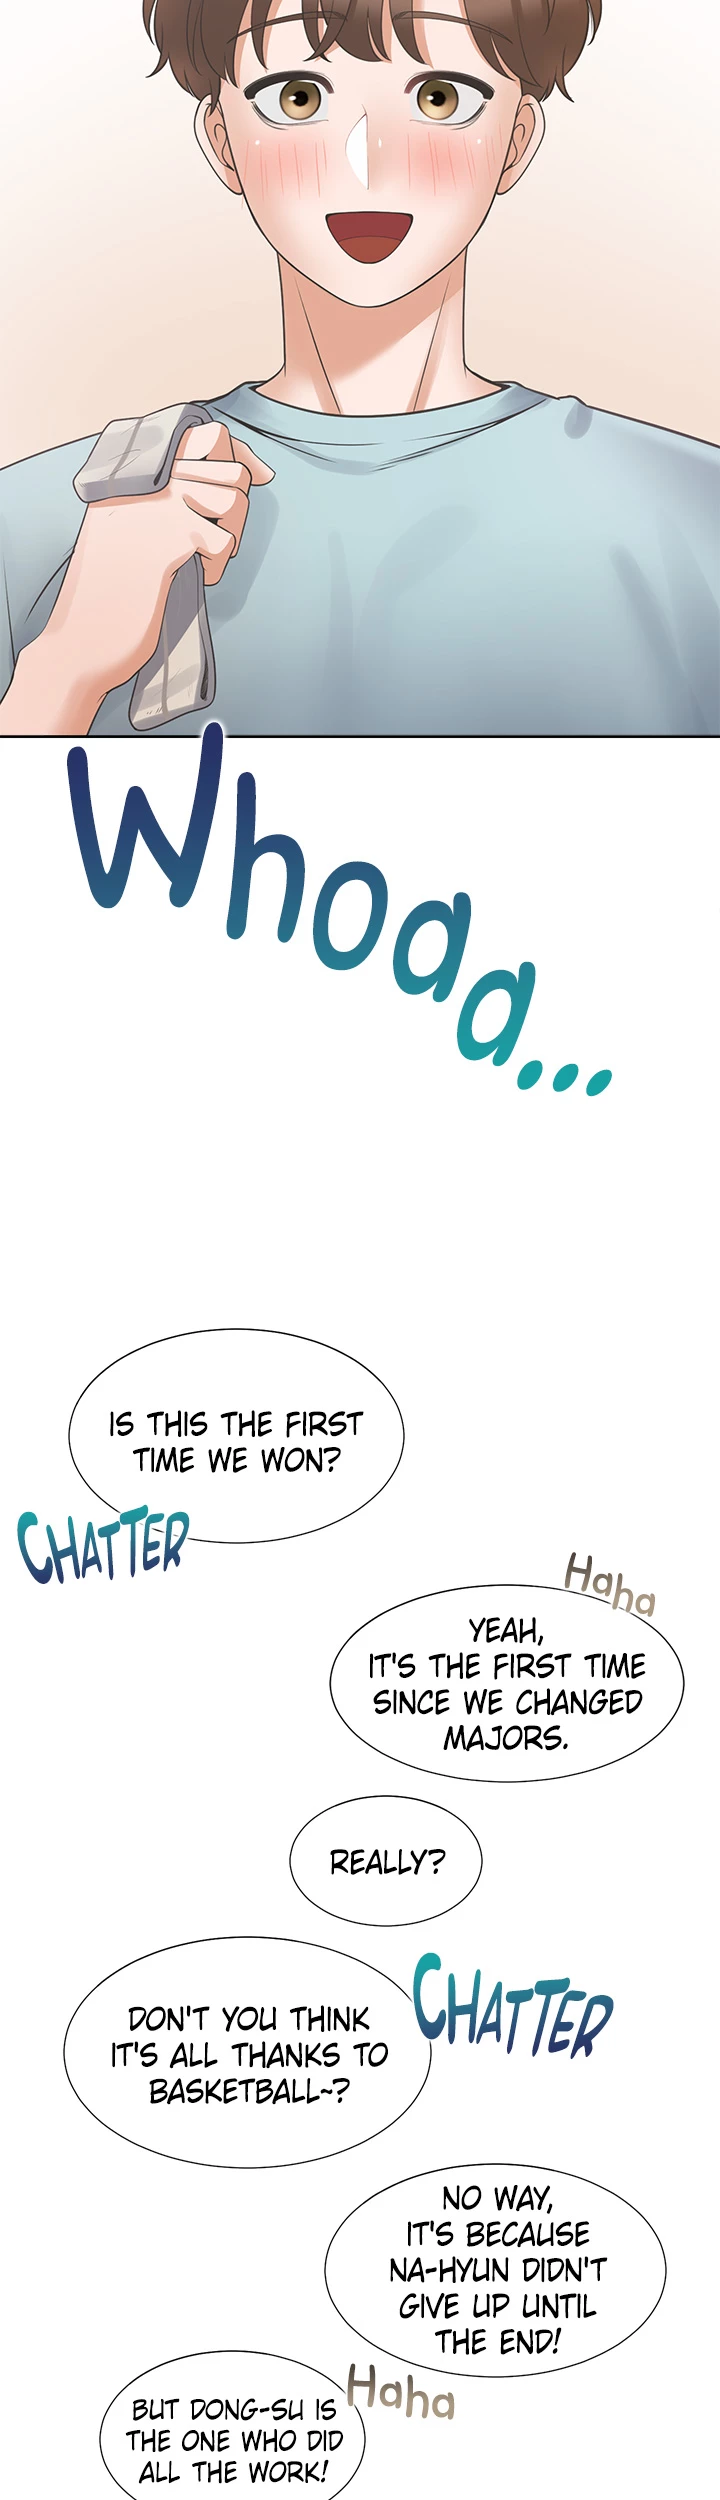 Whoaa...
IS THIS THE FIRST
TIME WE WON?
CHATTER
Haha
YEAH,
IT'S THE FIRST TIME
SINCE WE CHANGED
MAJORS.
REALLY?
CHATTER
DON'T YOU THINK
IT'S ALL THANKS TO
BASKETBALL~?
NO WAY,
IT'S BECAUSE
NA-HYUN DIDN'T
GIVE UP UNTIL
THE END!
Haha
BUT DONG-SU IS
THE ONE WHO DID
ALL THE WORK!